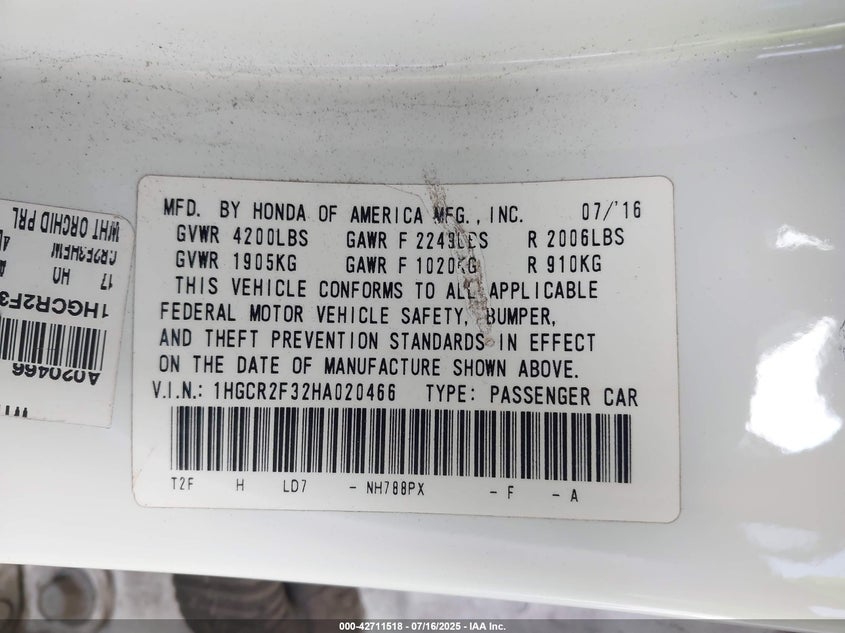 MFD. BY HONDA OF AMERICA MFG., INC. 07/'16
GVWR 4200LBS GAWR F 2249LBS R 2006LBS
GVWR 1905KG GAWR F 1020KG R 910KG
THIS VEHICLE CONFORMS TO ALL APPLICABLE
FEDERAL MOTOR VEHICLE SAFETY, BUMPER,
AND THEFT PREVENTION STANDARDS IN EFFECT
ON THE DATE OF MANUFACTURE SHOWN ABOVE.
V.I.N.: 1HGCR2F32HA020466 TYPE: PASSENGER CAR
T2F H LD7 - NH788PX - F - A
A020466
1HGCR2F3
17 HO
CR2F3HEW
WHT ORCHID PRL
000-42711518 - 07/16/2025 - IAA Inc.